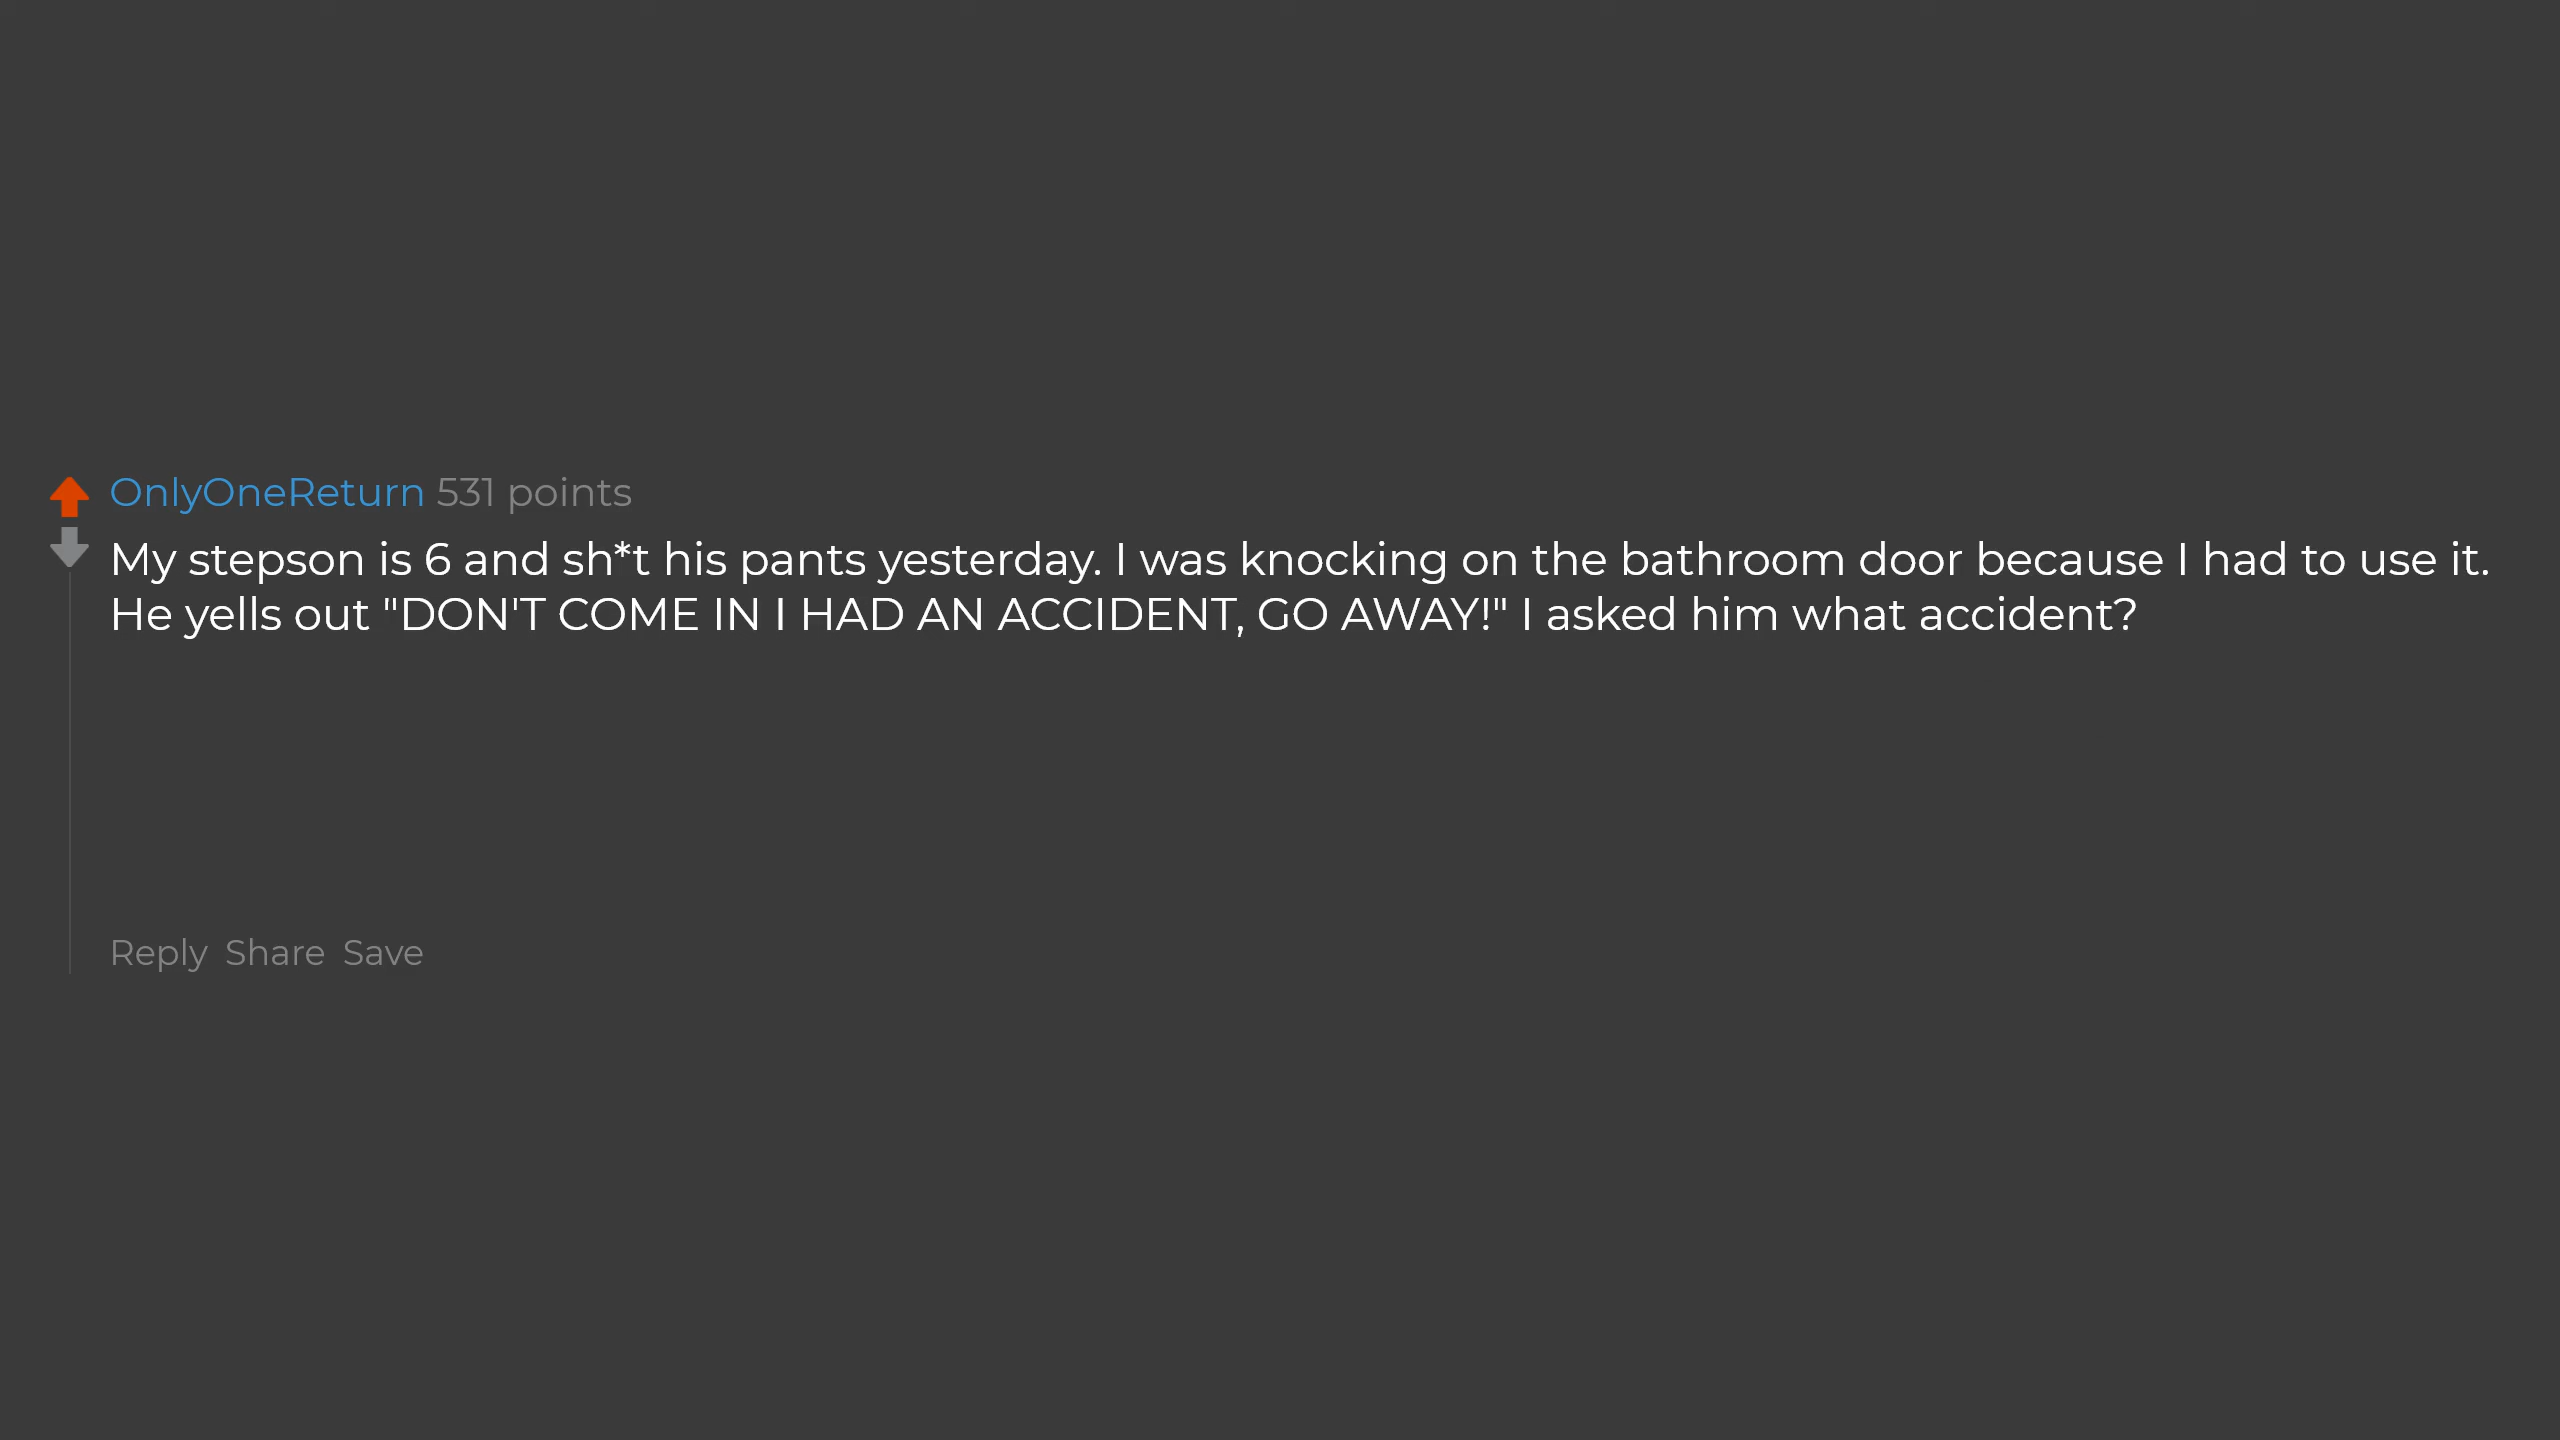 OnlyOneReturn 531 points
My stepson is 6 and sh*t his pants yesterday. I was knocking on the bathroom door because I had to use it.
He yells out "DON'T COME IN I HAD AN ACCIDENT, GO AWAY!" I asked him what accident?
Reply Share Save